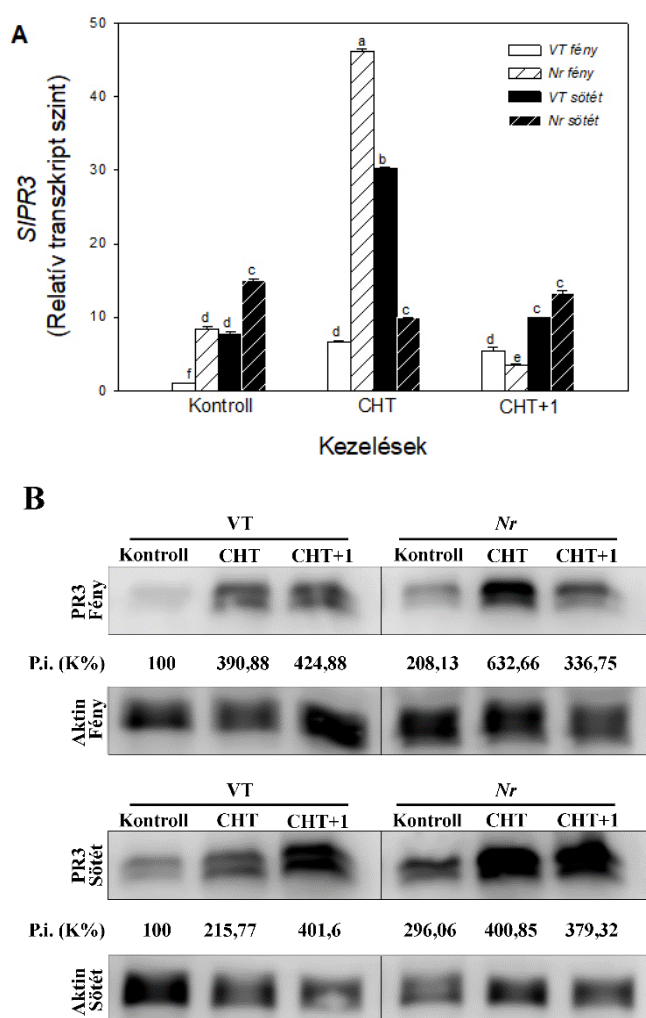 A
SlPR3
(Relatív transzkript szint)
50
40
30
20
10
0
VT fény
Nr fény
VT sötét
Nr sötét
f
d
d
c
d
a
b
c
d
e
c
c
Kontroll CHT CHT+1
Kezelések
B
VT Nr
Kontroll CHT CHT+1 Kontroll CHT CHT+1
PR3
Fény
P.i. (K%) 100 390,88 424,88 208,13 632,66 336,75
Aktin
Fény
VT Nr
Kontroll CHT CHT+1 Kontroll CHT CHT+1
PR3
Sötét
P.i. (K%) 100 215,77 401,6 296,06 400,85 379,32
Aktin
Sötét